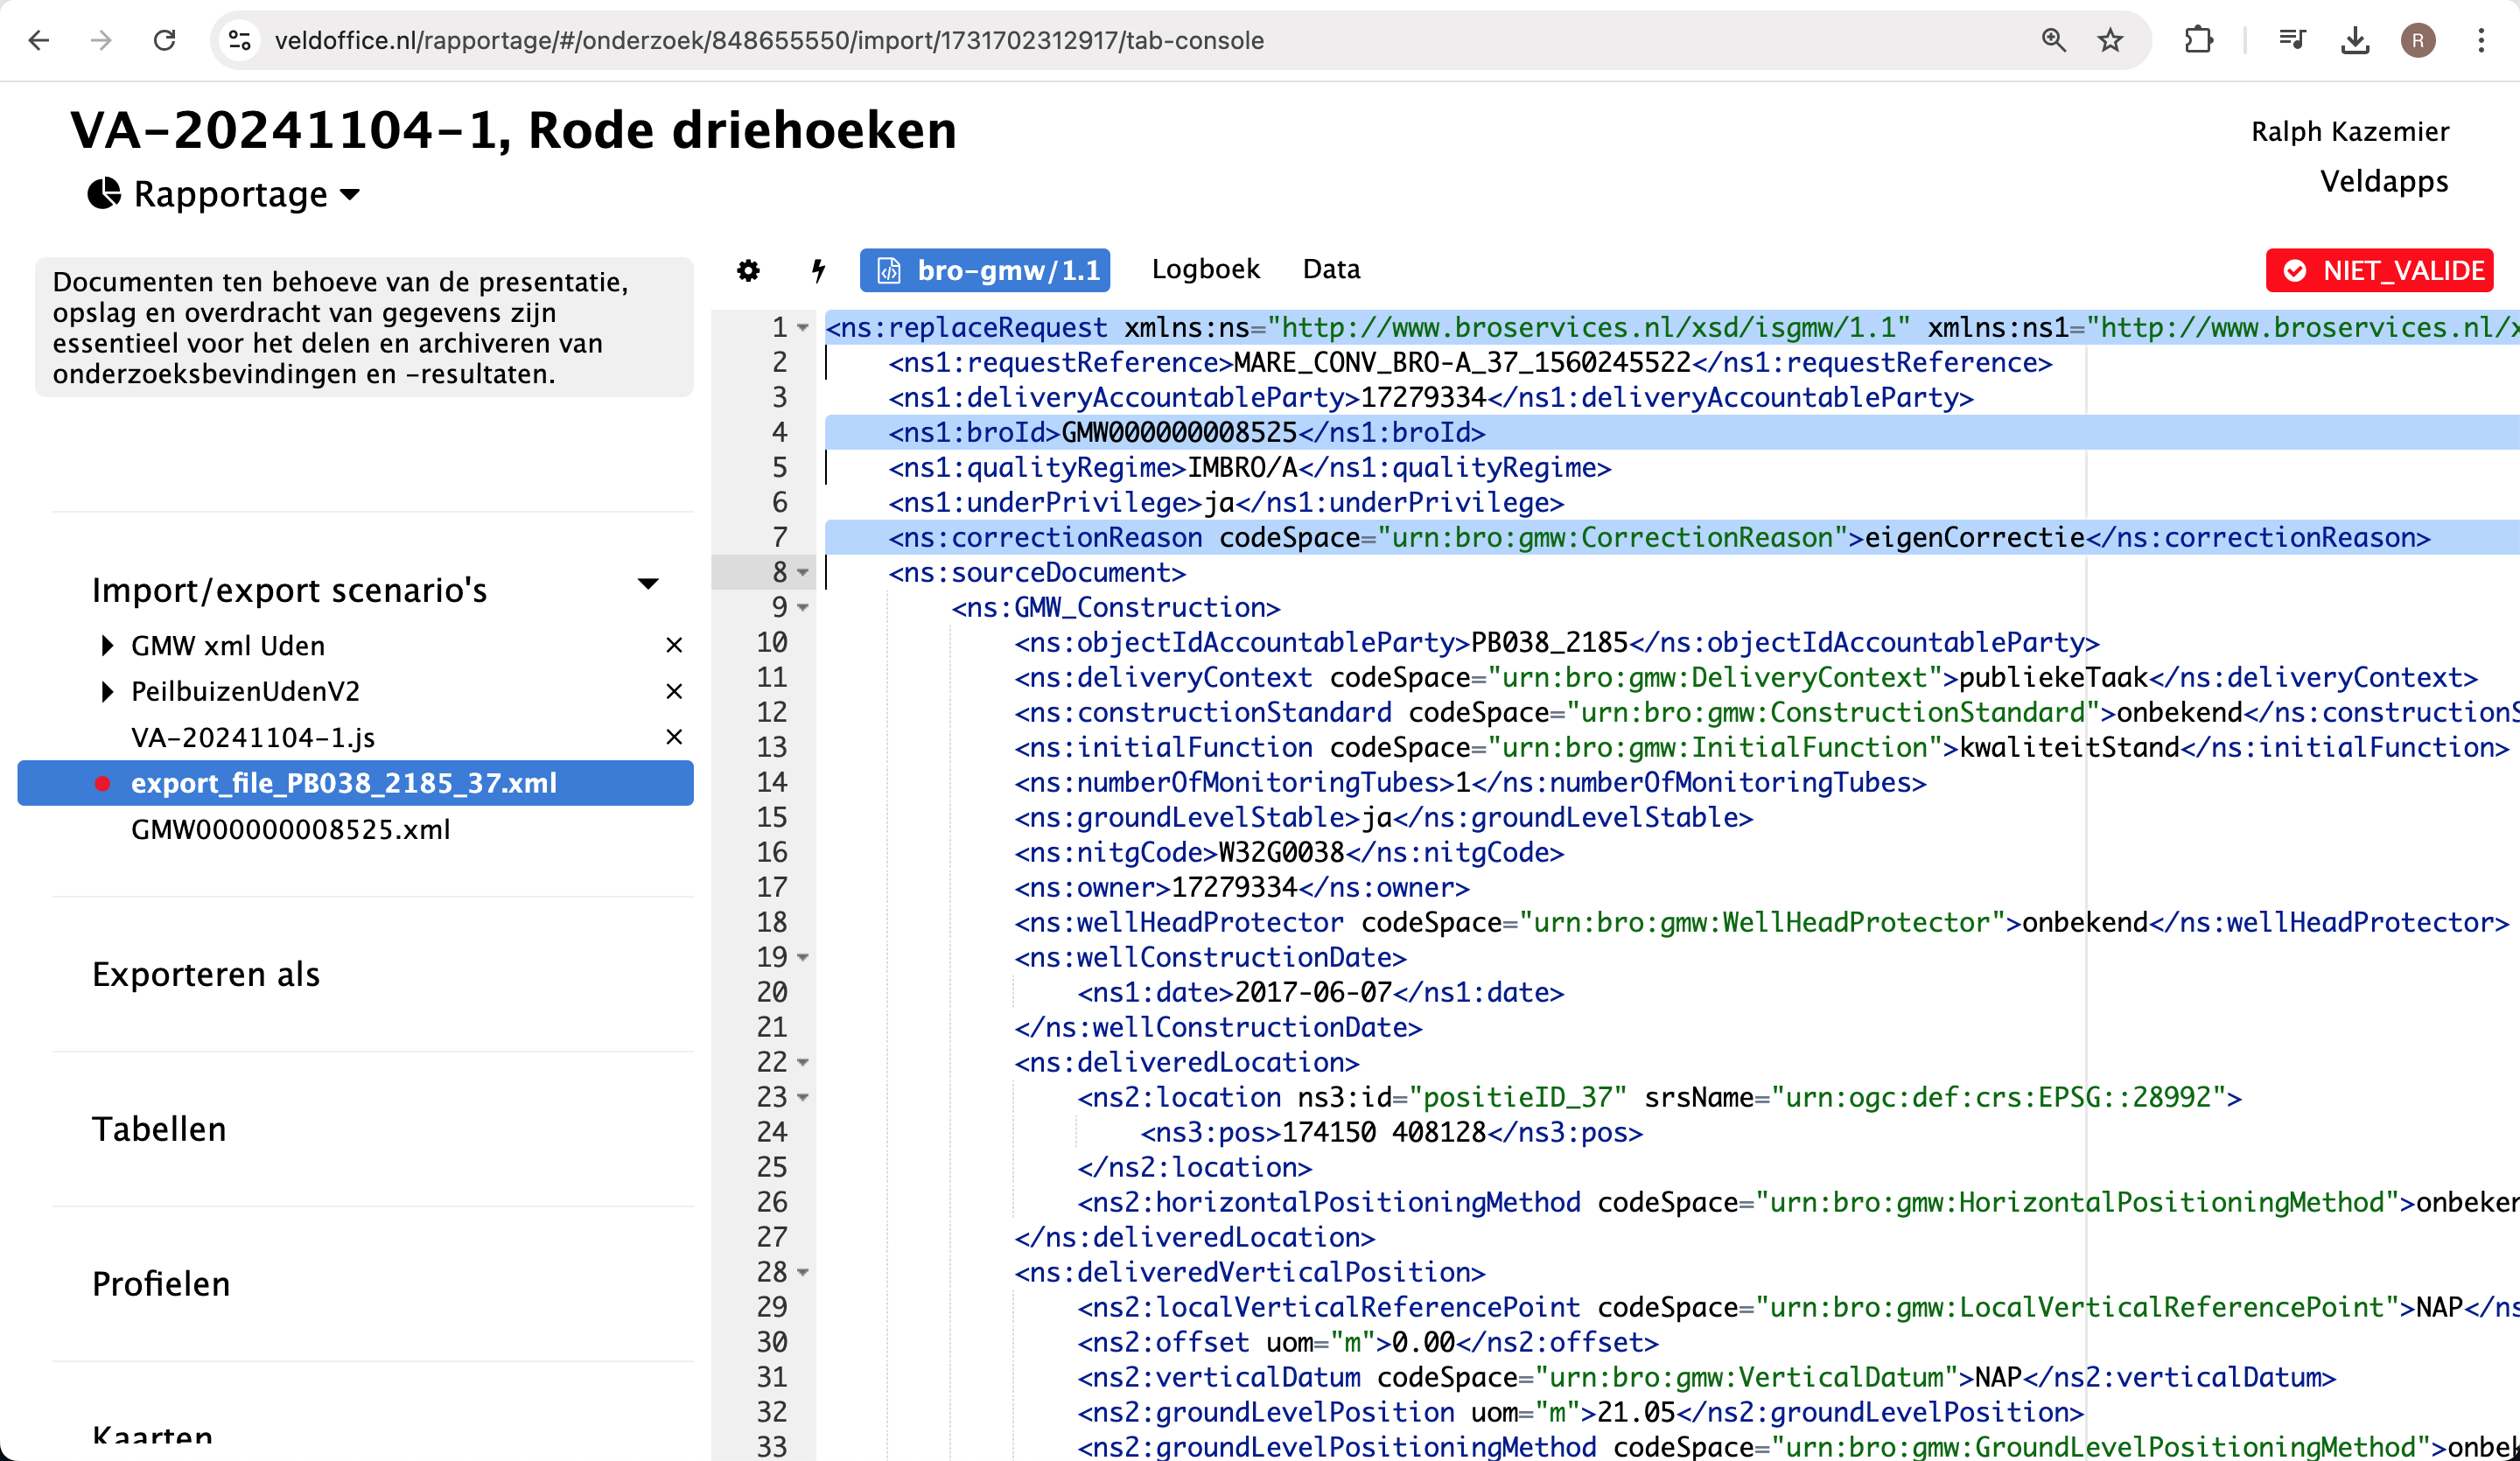 veldoffice.nl/rapportage/#/onderzoek/848655550/import/1731702312917/tab-console
R
VA-20241104-1, Rode driehoeken
Ralph Kazemier
Rapportage
Veldapps
Documenten ten behoeve van de presentatie,
opslag en overdracht van gegevens zijn
essentieel voor het delen en archiveren van
onderzoeksbevindingen en -resultaten.
Import/export scenario's
GMW xml Uden
PeilbuizenUdenV2
VA-20241104-1.js
export_file_PB038_2185_37.xml
GMW000000008525.xml
Exporteren als
Tabellen
Profielen
Kaarten
bro-gmw/1.1 Logboek Data
NIET_VALIDE
1 <ns:replaceRequest xmlns:ns="http://www.broservices.nl/xsd/isgmw/1.1" xmlns:ns1="http://www.broservices.nl/x
2 <ns1:requestReference>MARE_CONV_BRO-A_37_1560245522</ns1:requestReference>
3 <ns1:deliveryAccountableParty>17279334</ns1:deliveryAccountableParty>
4 <ns1:broId>GMW000000008525</ns1:broId>
5 <ns1:qualityRegime>IMBRO/A</ns1:qualityRegime>
6 <ns1:underPrivilege>ja</ns1:underPrivilege>
7 <ns:correctionReason codeSpace="urn:bro:gmw:CorrectionReason">eigenCorrectie</ns:correctionReason>
8 <ns:sourceDocument>
9 <ns:GMW_Construction>
10 <ns:objectIdAccountableParty>PB038_2185</ns:objectIdAccountableParty>
11 <ns:deliveryContext codeSpace="urn:bro:gmw:DeliveryContext">publiekeTaak</ns:deliveryContext>
12 <ns:constructionStandard codeSpace="urn:bro:gmw:ConstructionStandard">onbekend</ns:constructionS
13 <ns:initialFunction codeSpace="urn:bro:gmw:InitialFunction">kwaliteitStand</ns:initialFunction>
14 <ns:numberOfMonitoringTubes>1</ns:numberOfMonitoringTubes>
15 <ns:groundLevelStable>ja</ns:groundLevelStable>
16 <ns:nitgCode>W32G0038</ns:nitgCode>
17 <ns:owner>17279334</ns:owner>
18 <ns:wellHeadProtector codeSpace="urn:bro:gmw:WellHeadProtector">onbekend</ns:wellHeadProtector>
19 <ns:wellConstructionDate>
20 <ns1:date>2017-06-07</ns1:date>
21 </ns:wellConstructionDate>
22 <ns:deliveredLocation>
23 <ns2:location ns3:id="positieID_37" srsName="urn:ogc:def:crs:EPSG::28992">
24 <ns3:pos>174150 408128</ns3:pos>
25 </ns2:location>
26 <ns2:horizontalPositioningMethod codeSpace="urn:bro:gmw:HorizontalPositioningMethod">onbeken
27 </ns:deliveredLocation>
28 <ns:deliveredVerticalPosition>
29 <ns2:localVerticalReferencePoint codeSpace="urn:bro:gmw:LocalVerticalReferencePoint">NAP</ns
30 <ns2:offset uom="m">0.00</ns2:offset>
31 <ns2:verticalDatum codeSpace="urn:bro:gmw:VerticalDatum">NAP</ns2:verticalDatum>
32 <ns2:groundLevelPosition uom="m">21.05</ns2:groundLevelPosition>
33 <ns2:groundLevelPositioningMethod codeSpace="urn:bro:gmw:GroundLevelPositioningMethod">onbek